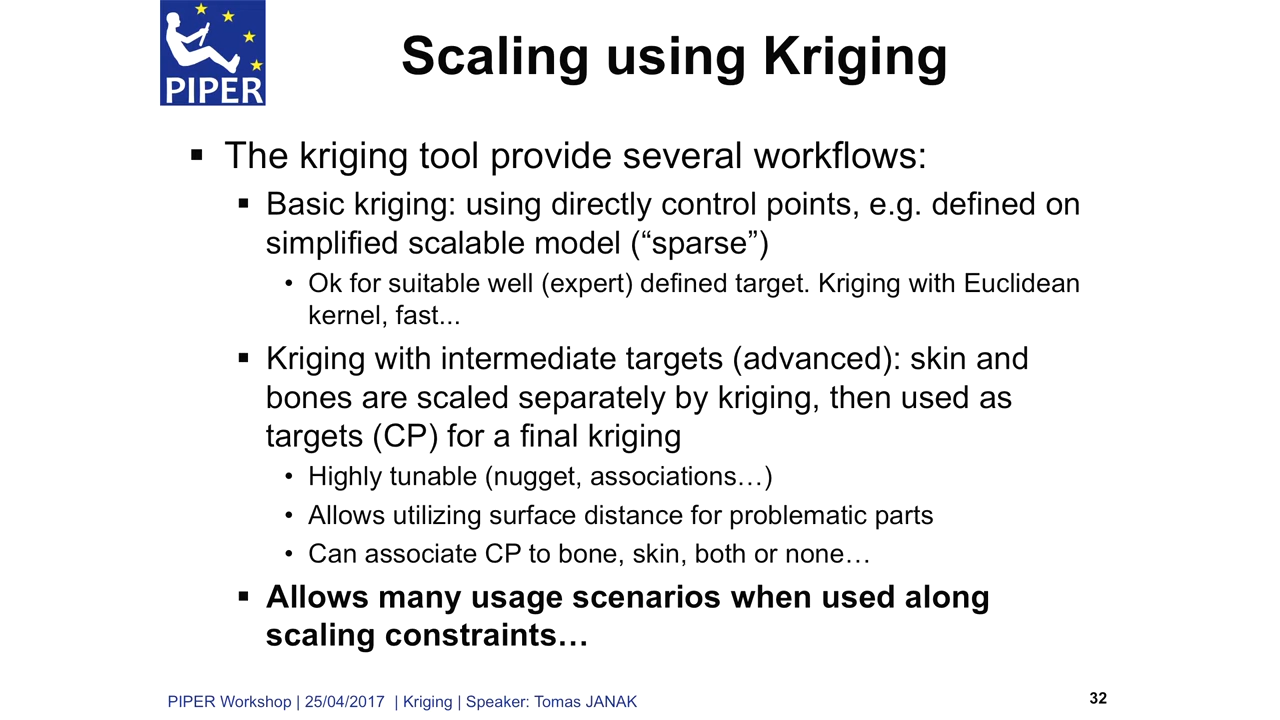 PIPER
Scaling using Kriging
▪ The kriging tool provide several workflows:
▪ Basic kriging: using directly control points, e.g. defined on
simplified scalable model (“sparse”)
• Ok for suitable well (expert) defined target. Kriging with Euclidean
kernel, fast...
▪ Kriging with intermediate targets (advanced): skin and
bones are scaled separately by kriging, then used as
targets (CP) for a final kriging
• Highly tunable (nugget, associations…)
• Allows utilizing surface distance for problematic parts
• Can associate CP to bone, skin, both or none…
▪ Allows many usage scenarios when used along
scaling constraints…
PIPER Workshop | 25/04/2017 | Kriging | Speaker: Tomas JANAK
32